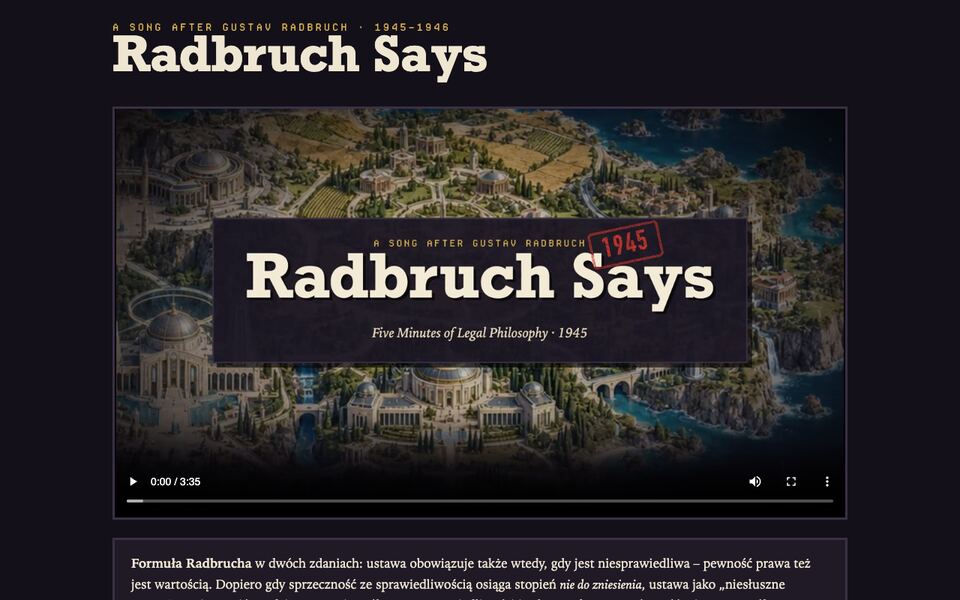 A SONG AFTER GUSTAV RADBRUCH · 1945–1946
Radbruch Says
A SONG AFTER GUSTAV RADBRUCH
1945
Radbruch Says
Five Minutes of Legal Philosophy · 1945
0:00 / 3:35
Formuła Radbrucha w dwóch zdaniach: ustawa obowiązuje także wtedy, gdy jest niesprawiedliwa – pewność prawa też
jest wartością. Dopiero gdy sprzeczność ze sprawiedliwością osiąga stopień nie do zniesienia, ustawa jako „niesłuszne